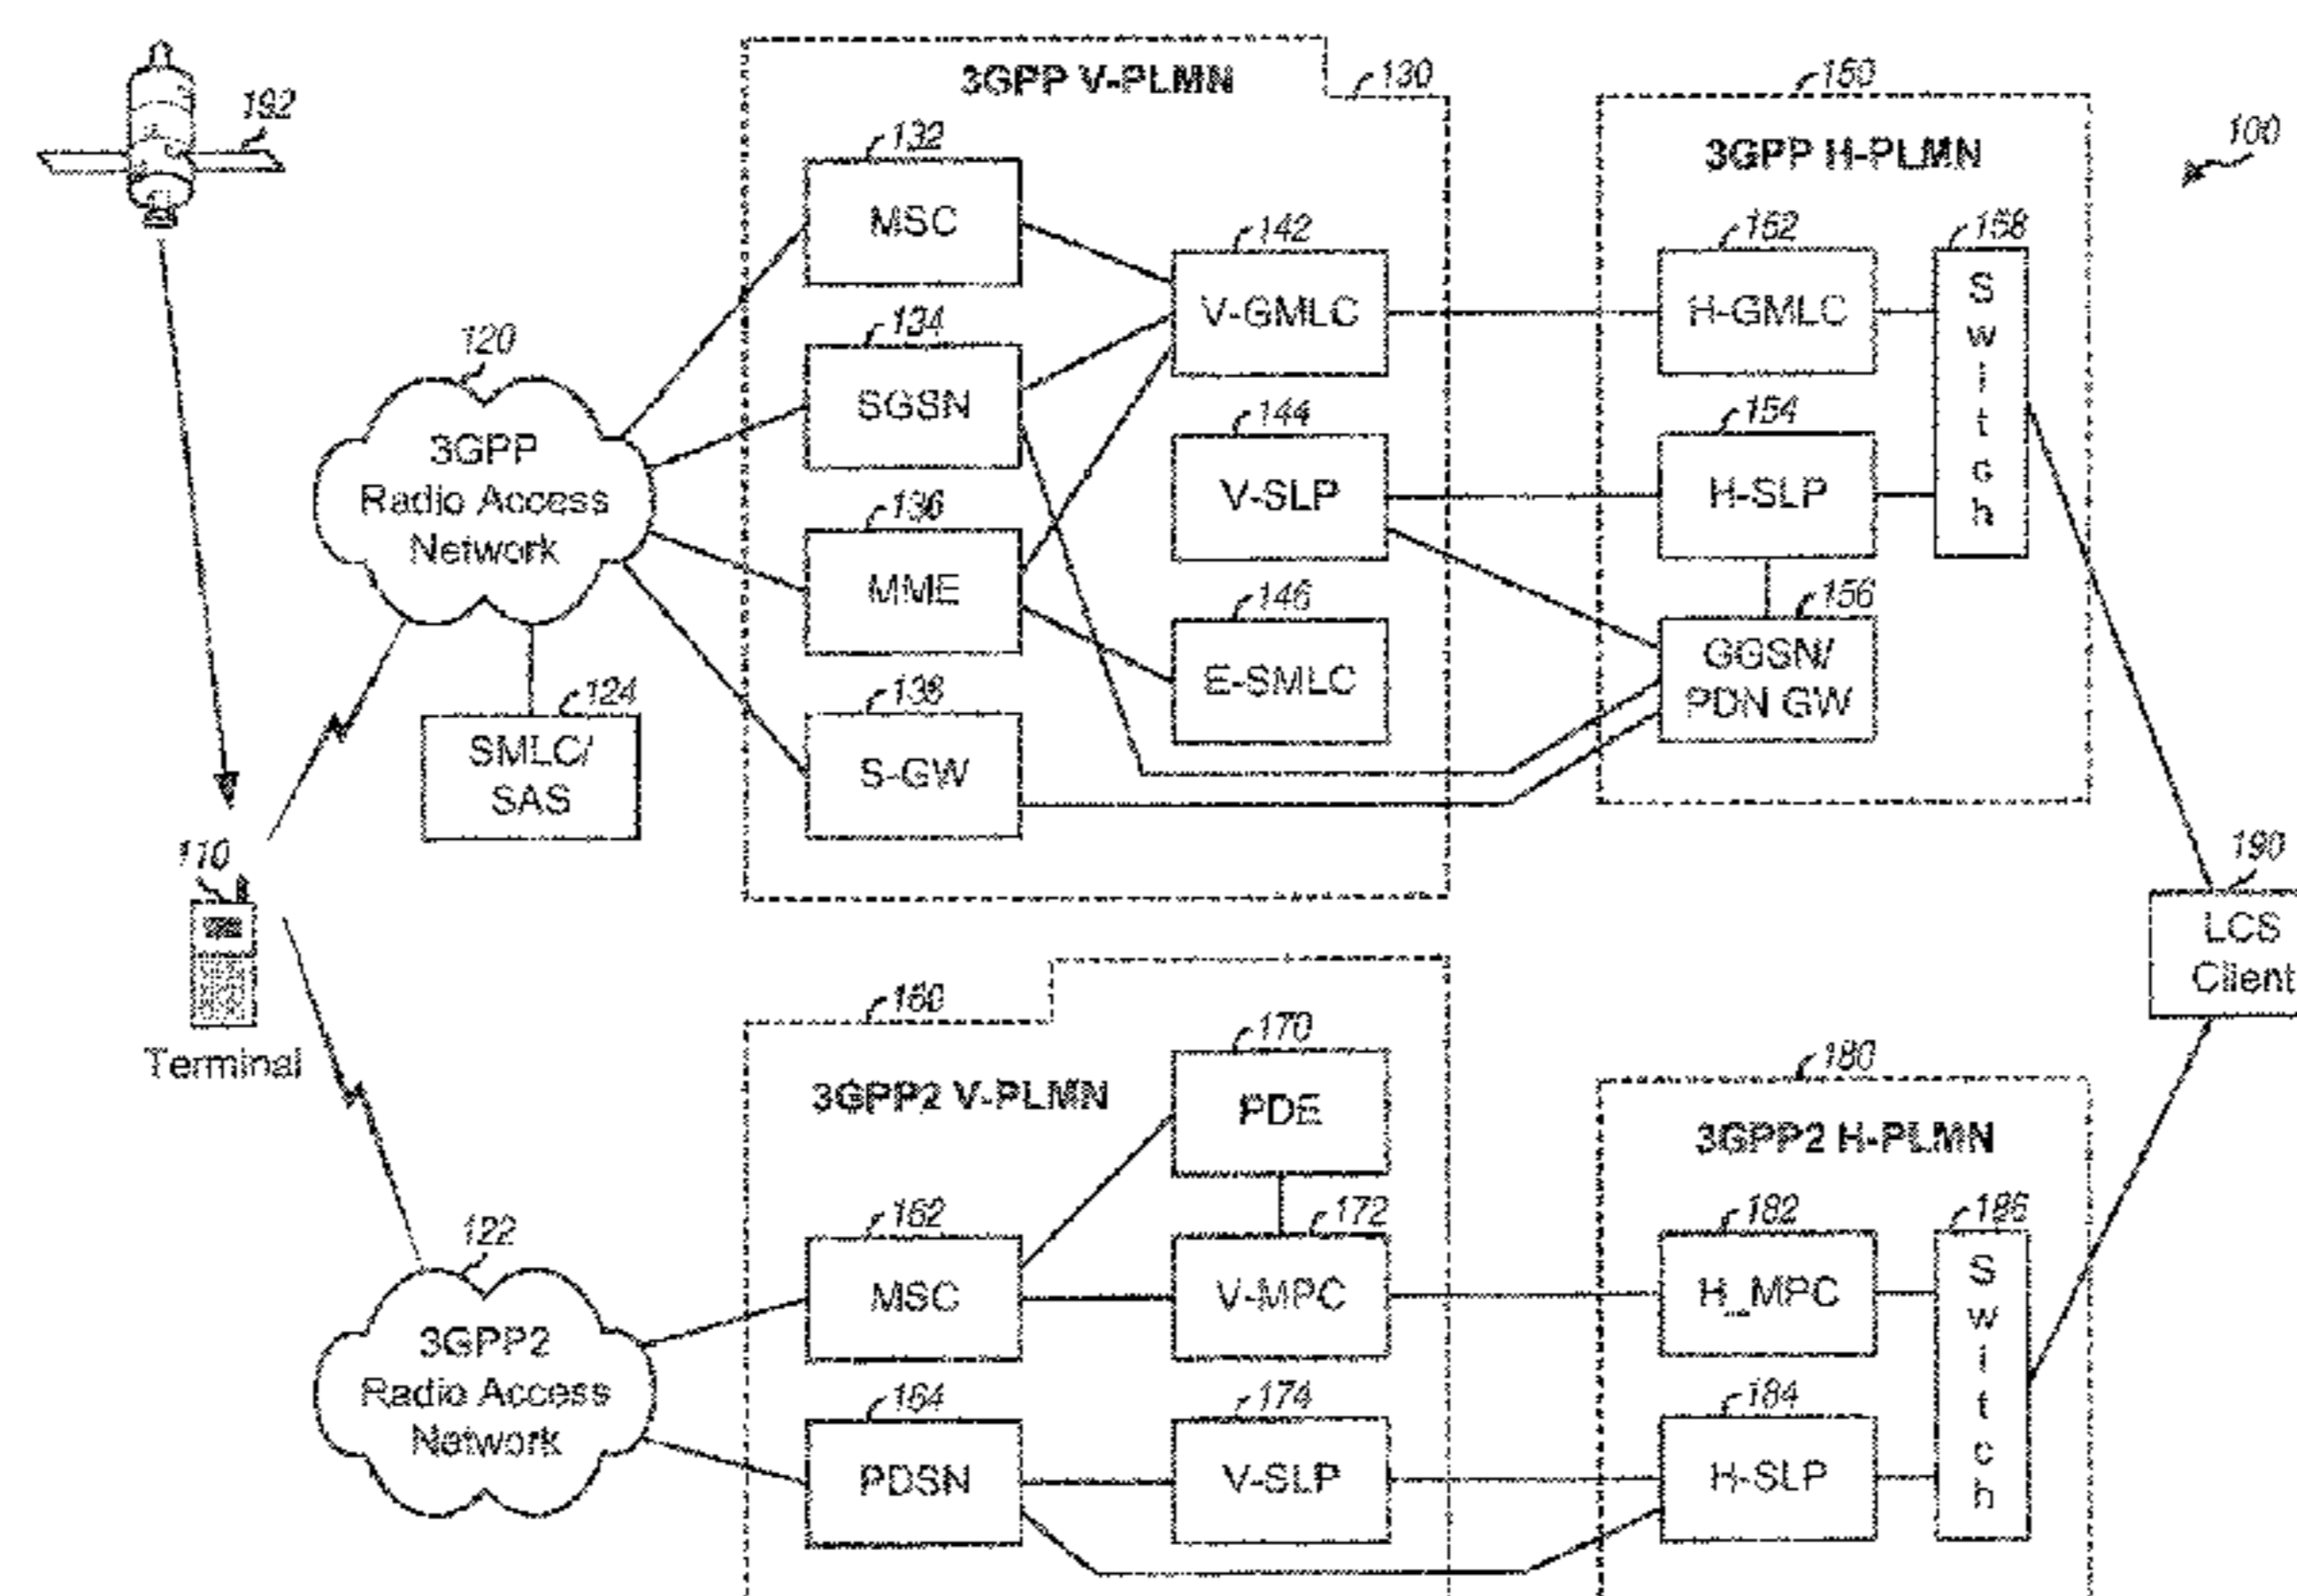 192
3GPP V-PLMN
130
150
3GPP H-PLMN
100
132
MSC
142
V-GMLC
152
H-GMLC
158
Switch
120
3GPP
Radio Access
Network
134
SGSN
144
V-SLP
154
H-SLP
136
MME
146
E-SMLC
156
GGSN/
PDN GW
124
SMLC/
SAS
138
S-GW
110
Terminal
190
LCS
Client
160
3GPP2 V-PLMN
170
PDE
180
3GPP2 H-PLMN
122
3GPP2
Radio Access
Network
162
MSC
172
V-MPC
182
H_MPC
186
Switch
164
PDSN
174
V-SLP
184
H-SLP